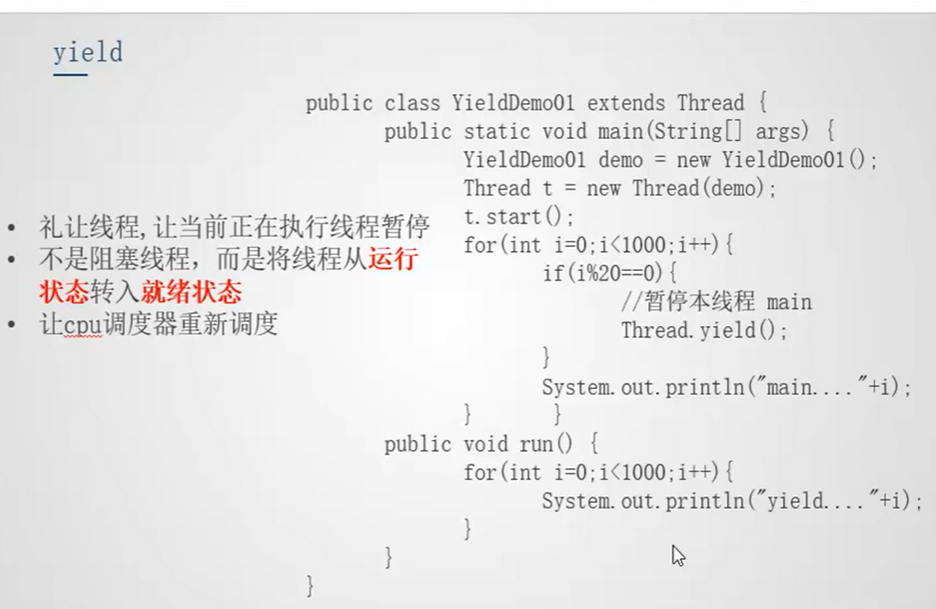 yield
• 礼让线程,让当前正在执行线程暂停
• 不是阻塞线程，而是将线程从运行
状态转入就绪状态
• 让cpu调度器重新调度
public class YieldDemo01 extends Thread {
public static void main(String[] args) {
YieldDemo01 demo = new YieldDemo01();
Thread t = new Thread(demo);
t.start();
for(int i=0;i<1000;i++){
if(i%20==0){
//暂停本线程 main
Thread.yield();
}
System.out.println("main...."+i);
} }
public void run() {
for(int i=0;i<1000;i++){
System.out.println("yield...."+i);
}
}
}